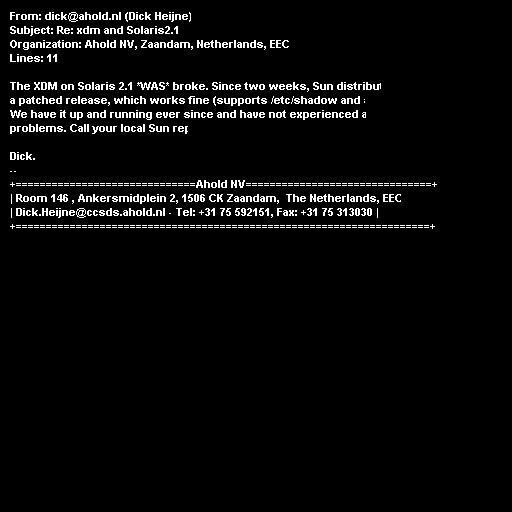 From: dick@ahold.nl (Dick Heijne)
Subject: Re: xdm and Solaris2.1
Organization: Ahold NV, Zaandam, Netherlands, EEC
Lines: 11
The XDM on Solaris 2.1 *WAS* broke. Since two weeks, Sun
a patched release, which works fine (supports /etc/shadow and
We have it up and running ever since and have not experienced
problems. Call your local Sun
Dick.
--
+==============================Ahold NV===============================+
| Room 146 , Ankersmidplein 2, 1506 CK Zaandam,  The Netherlands, EEC
| Dick.Heijne@ccsds.ahold.nl - Tel: +31 75 592151, Fax: +31 75 313030 |
+=====================================================================+